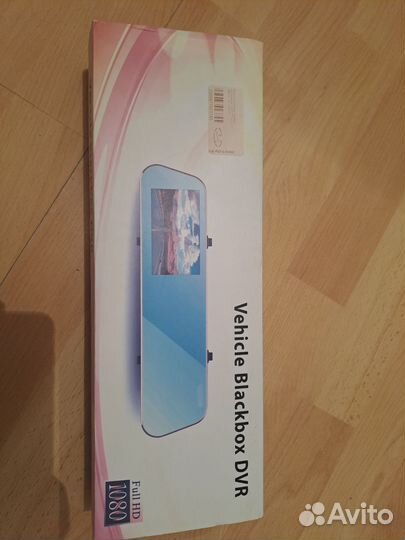 Vehicle Blackbox DVR
Full HD
1080
Avito